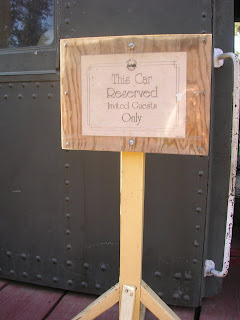 This Car
Reserved
Invited Guests
Only